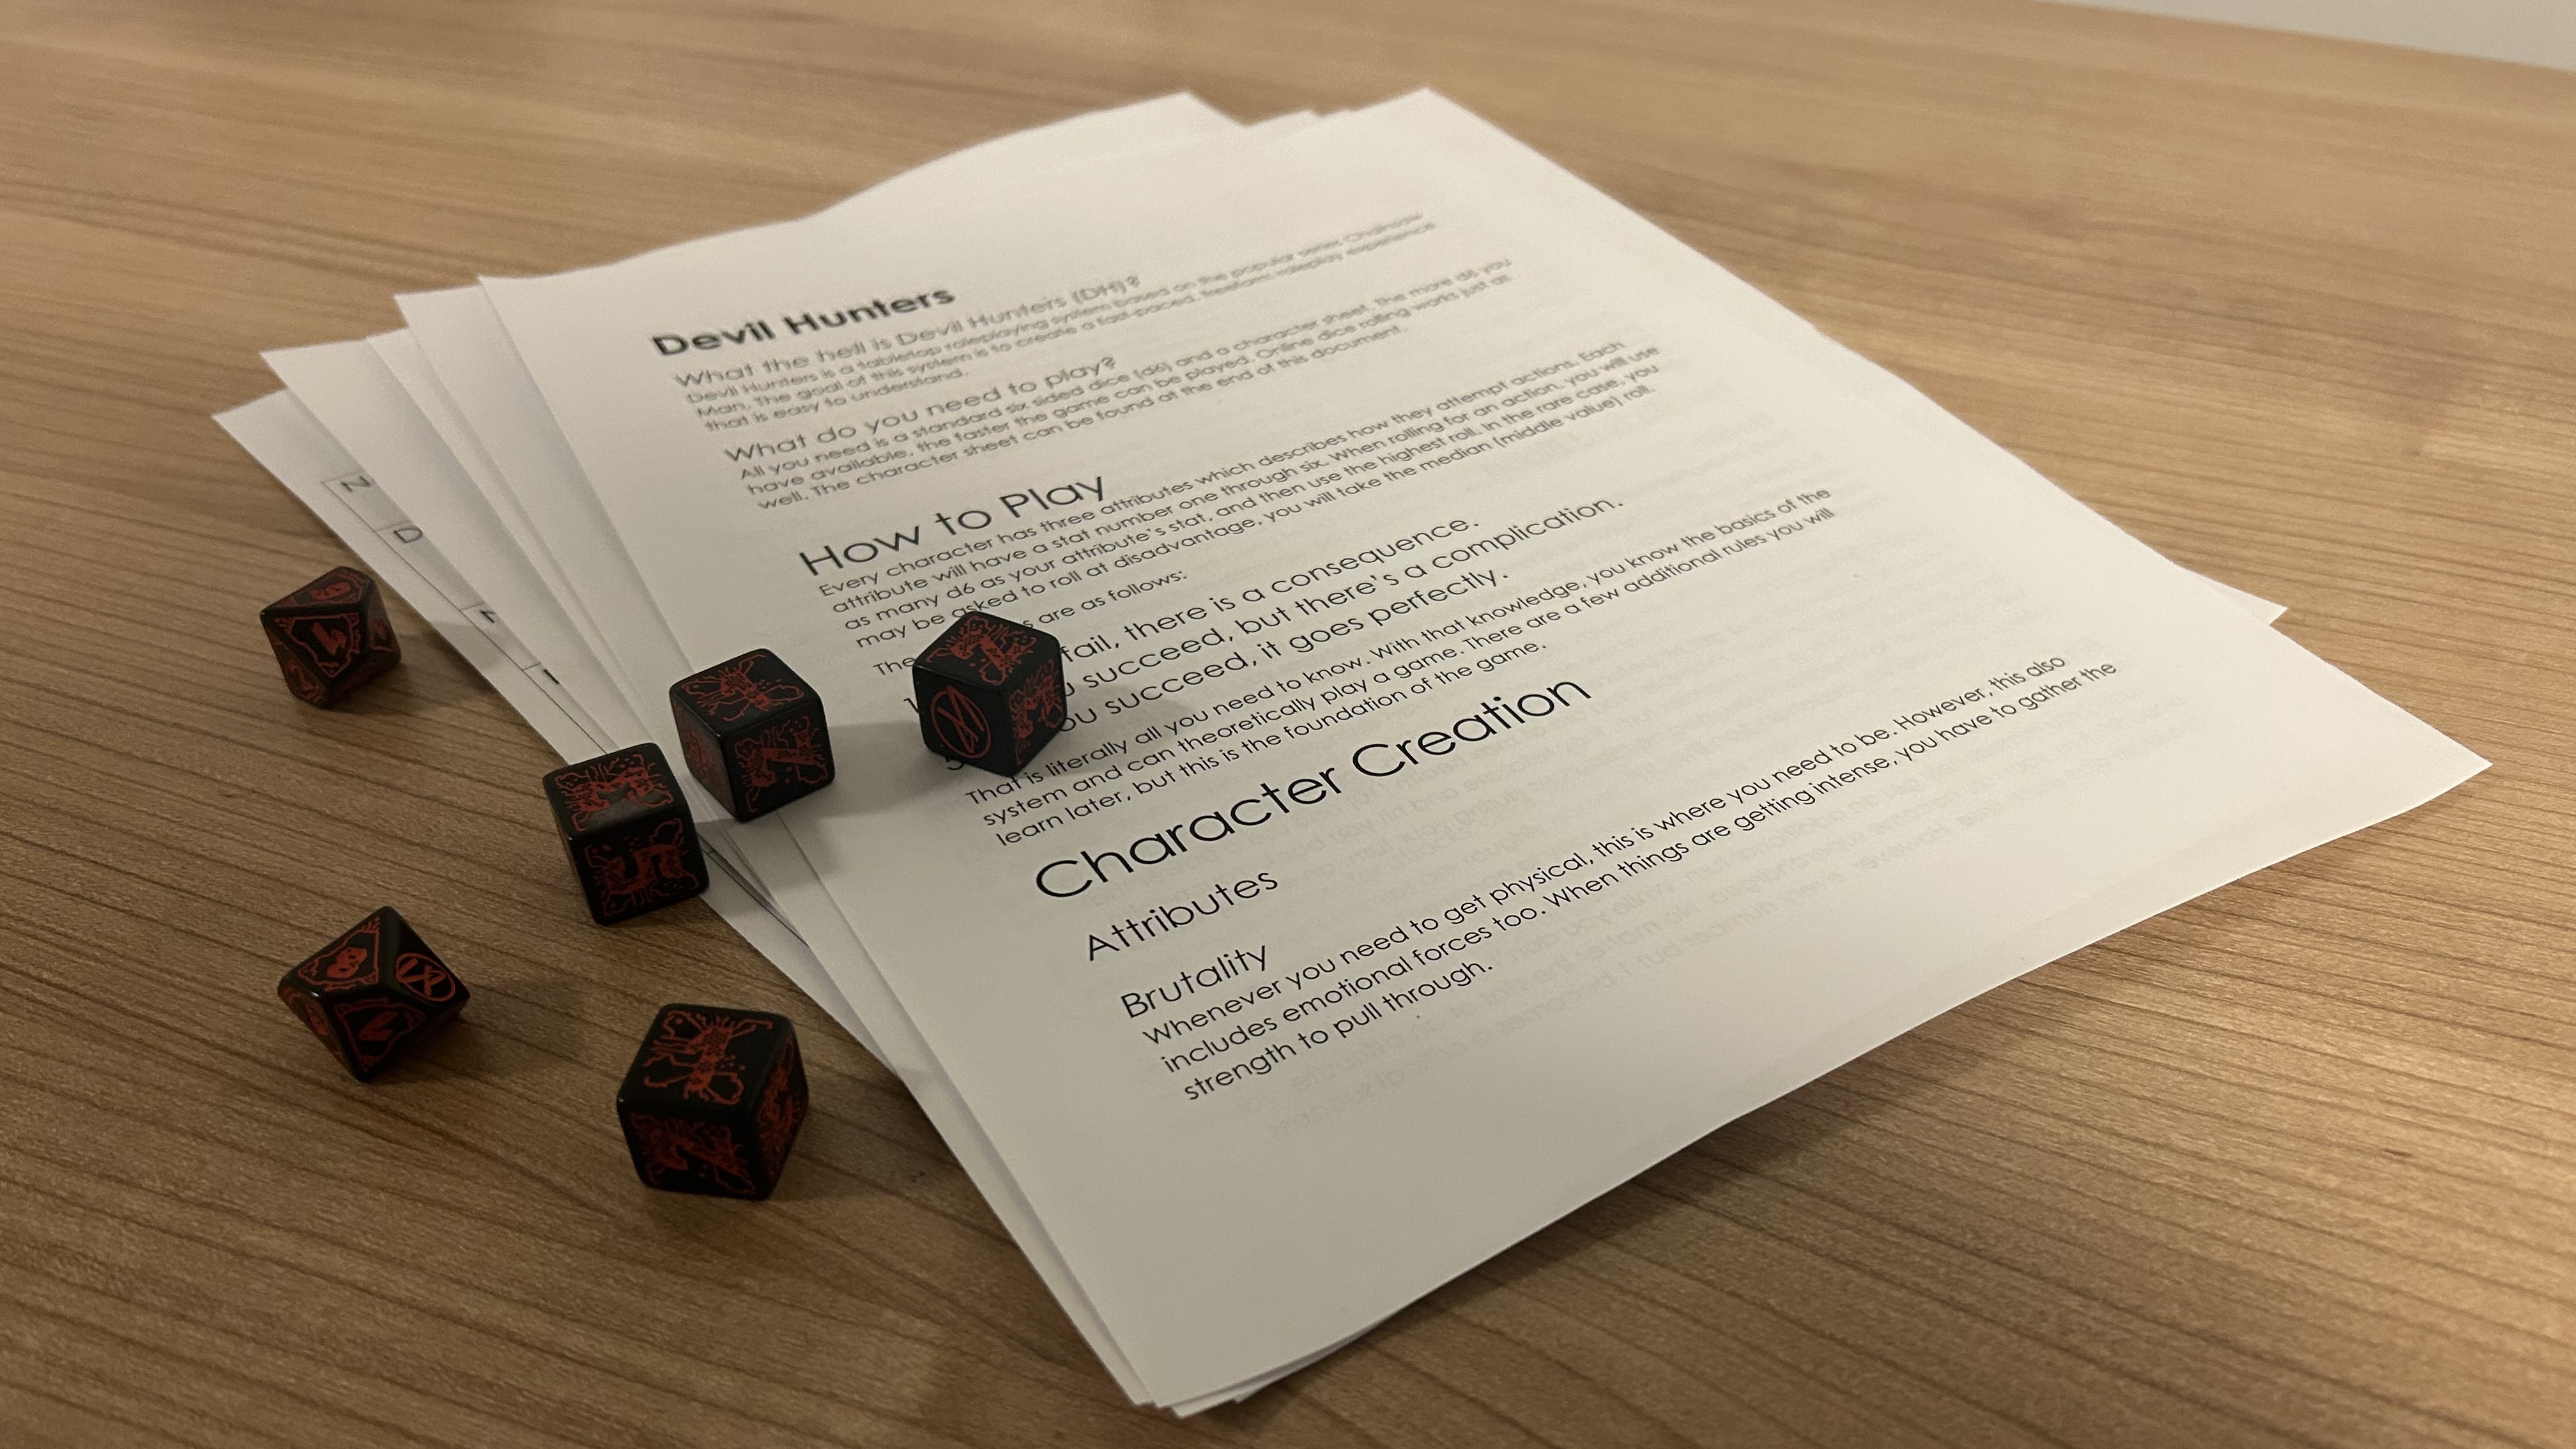 Devil Hunters
What the hell is Devil Hunters (DH)?
Devil Hunters is a tabletop roleplaying system based on the popular series Chainsaw
Man. The goal of this system is to create a fast-paced, freeform roleplay experience
that is easy to understand.
What do you need to play?
All you need is a standard six sided dice (d6) and a character sheet. The more d6 you
have available, the faster the game can be played. Online dice rolling works just as
well. The character sheet can be found at the end of this document.
How to Play
Every character has three attributes which describes how they attempt actions. Each
attribute will have a stat number one through six. When rolling for an action, you will use
as many d6 as your attribute's stat, and then use the highest roll. In the rare case, you
may be asked to roll at disadvantage, you will take the median (middle value) roll.
are as follows:
fail, there is a consequence.
succeed, but there's a complication.
you succeed, it goes perfectly.
That is literally all you need to know. With that knowledge, you know the basics of the
system and can theoretically play a game. There are a few additional rules you will
learn later, but this is the foundation of the game.
Character Creation
Attributes
Brutality
Whenever you need to get physical, this is where you need to be. However, this also
includes emotional forces too. When things are getting intense, you have to gather the
strength to pull through.
N
D